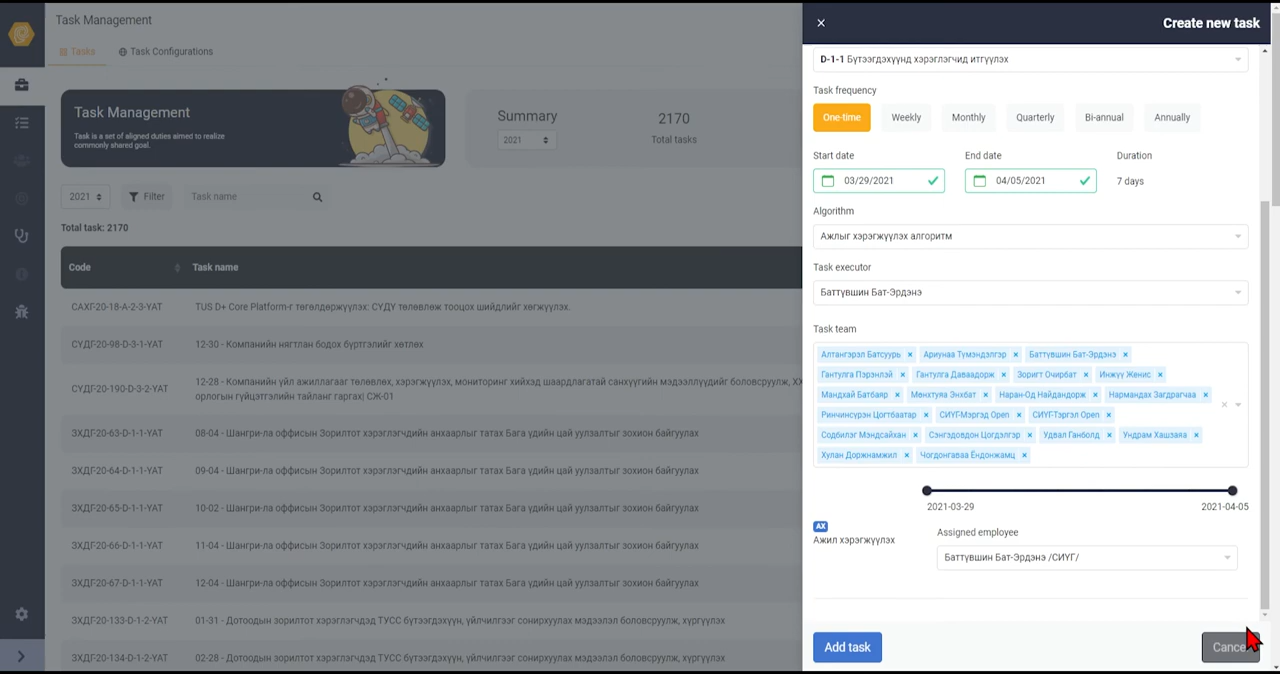 Task Management
Create new task
Tasks
Task Configurations
D-1-1 Бүтээгдэхүүнд хэрэглэгчид итгүүлэх
Task frequency
One-time Weekly Monthly Quarterly Bi-annual Annually
Task Management
Task is a set of aligned duties aimed to realize
commonly shared goal.
Summary
2021
2170
Total tasks
Start date End date Duration
03/29/2021 04/05/2021 7 days
2021
Filter
Task name
Total task: 2170
Algorithm
Ажлыг хэрэгжүүлэх алгоритм
Code Task name
Task executor
Баттүвшин Бат-Эрдэнэ
САХГ-20-18-A-2-3-YAT TUS D+ Core Platform-г төгөлдөржүүлэх: СҮДҮ төлөвлөж тооцох шийдлийг хөгжүүлэх.
СҮДГ-20-98-D-3-1-YAT 12-30 - Компанийн нягтлан бодох бүртгэлийг хөтлөх
СҮДГ-20-190-D-3-2-YAT 12-28 - Компанийн үйл ажиллагааг төлөвлөх, хэрэгжүүлэх, мониторинг хийхэд шаардлагатай санхүүгийн мэдээллүүдийг боловсруулж, ХХ
орлогын гүйцэтгэлийн тайланг гаргах| СЖ-01
ЗХДГ-20-63-D-1-1-YAT 08-04 - Шангри-ла оффисын Зорилтот хэрэглэгчдийн анхаарлыг татах Бага үдийн цай уулзалтыг зохион байгуулах
ЗХДГ-20-64-D-1-1-YAT 09-04 - Шангри-ла оффисын Зорилтот хэрэглэгчдийн анхаарлыг татах Бага үдийн цай уулзалтыг зохион байгуулах
ЗХДГ-20-65-D-1-1-YAT 10-02 - Шангри-ла оффисын Зорилтот хэрэглэгчдийн анхаарлыг татах Бага үдийн цай уулзалтыг зохион байгуулах
ЗХДГ-20-66-D-1-1-YAT 11-04 - Шангри-ла оффисын Зорилтот хэрэглэгчдийн анхаарлыг татах Бага үдийн цай уулзалтыг зохион байгуулах
ЗХДГ-20-67-D-1-1-YAT 12-04 - Шангри-ла оффисын Зорилтот хэрэглэгчдийн анхаарлыг татах Бага үдийн цай уулзалтыг зохион байгуулах
ЗХДГ-20-133-D-1-2-YAT 01-31 - Дотоодын зорилтот хэрэглэгчдэд ТУСС бүтээгдэхүүн, үйлчилгээг сонирхуулах мэдээлэл боловсруулж, хүргүүлэх
ЗХДГ-20-134-D-1-2-YAT 02-28 - Дотоодын зорилтот хэрэглэгчдэд ТУСС бүтээгдэхүүн, үйлчилгээг сонирхуулах мэдээлэл боловсруулж, хүргүүлэх
Task team
Алтангэрэл Батсуурь × Ариунаа Түмэндэлгэр × Баттүвшин Бат-Эрдэнэ ×
Гантулга Пэрэнлэй × Гантулга Даваадорж × Зоригт Очирбат × Инжүү Женис ×
Мандхай Батбаяр × Мөнхтуяа Энхбат × Наран-Од Найдандорж × Нармандах Загдрагчаа ×
Ринчинсүрэн Цогтбаатар × СИҮГ-Мэргэд Open × СИҮГ-Тэргэл Open ×
Содбилэг Мэндсайхан × Сэнгэдовдон Цогдэлгэр × Удвал Ганболд × Ундрам Хашзаяа ×
Хулан Доржнамжил × Чогдонгаваа Ёндонжамц ×
2021-03-29 2021-04-05
AX
Ажил хэрэгжүүлэх
Assigned employee
Баттүвшин Бат-Эрдэнэ /СИҮГ/
Add task
Cancel